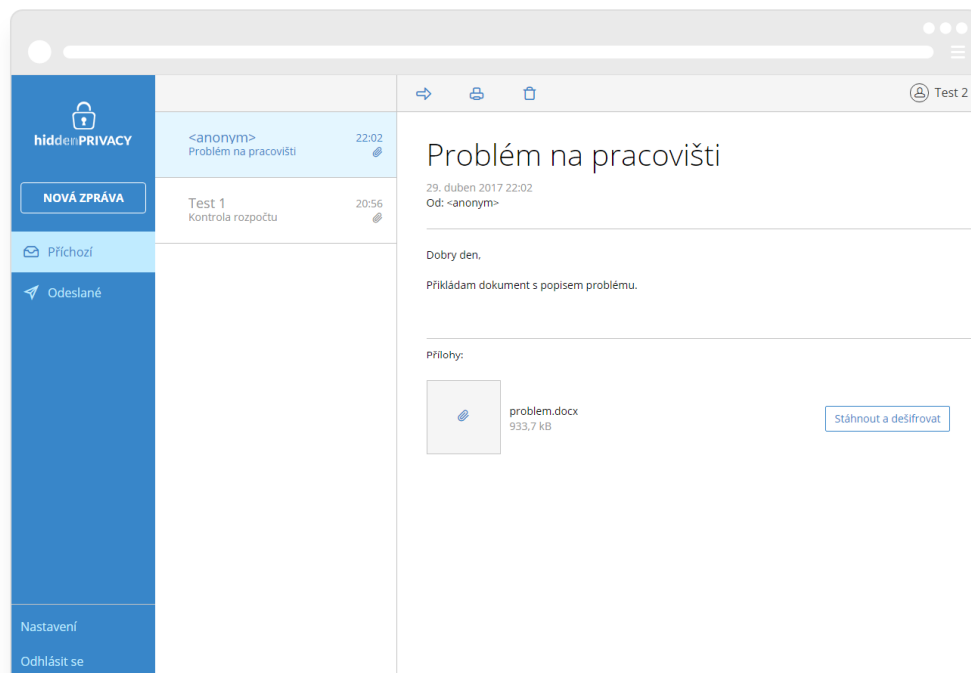 hiddenPRIVACY
NOVÁ ZPRÁVA
Příchozí
Odeslané
Nastavení
Odhlásit se
<anonym> 22:02
Problém na pracovišti
Test 1 20:56
Kontrola rozpočtu
Test 2
Problém na pracovišti
29. duben 2017 22:02
Od: <anonym>
Dobry den,
Přikládam dokument s popisem problému.
Přílohy:
problem.docx
933,7 kB
Stáhnout a dešifrovat